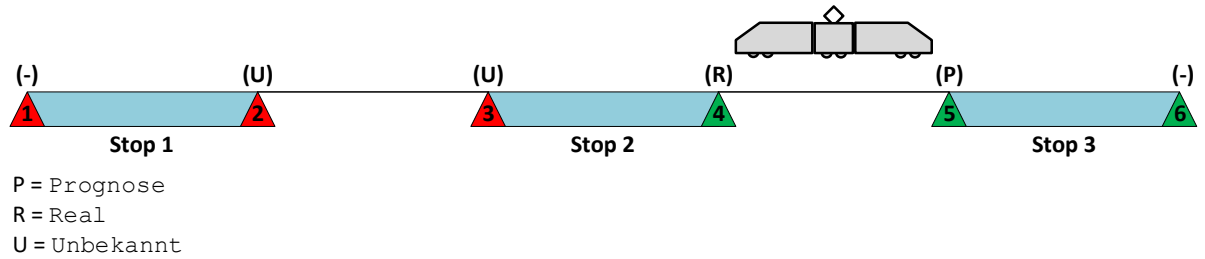 (-) (U) (U) (R) (P) (-)
1 2 3 4 5 6
Stop 1 Stop 2 Stop 3
P = Prognose
R = Real
U = Unbekannt